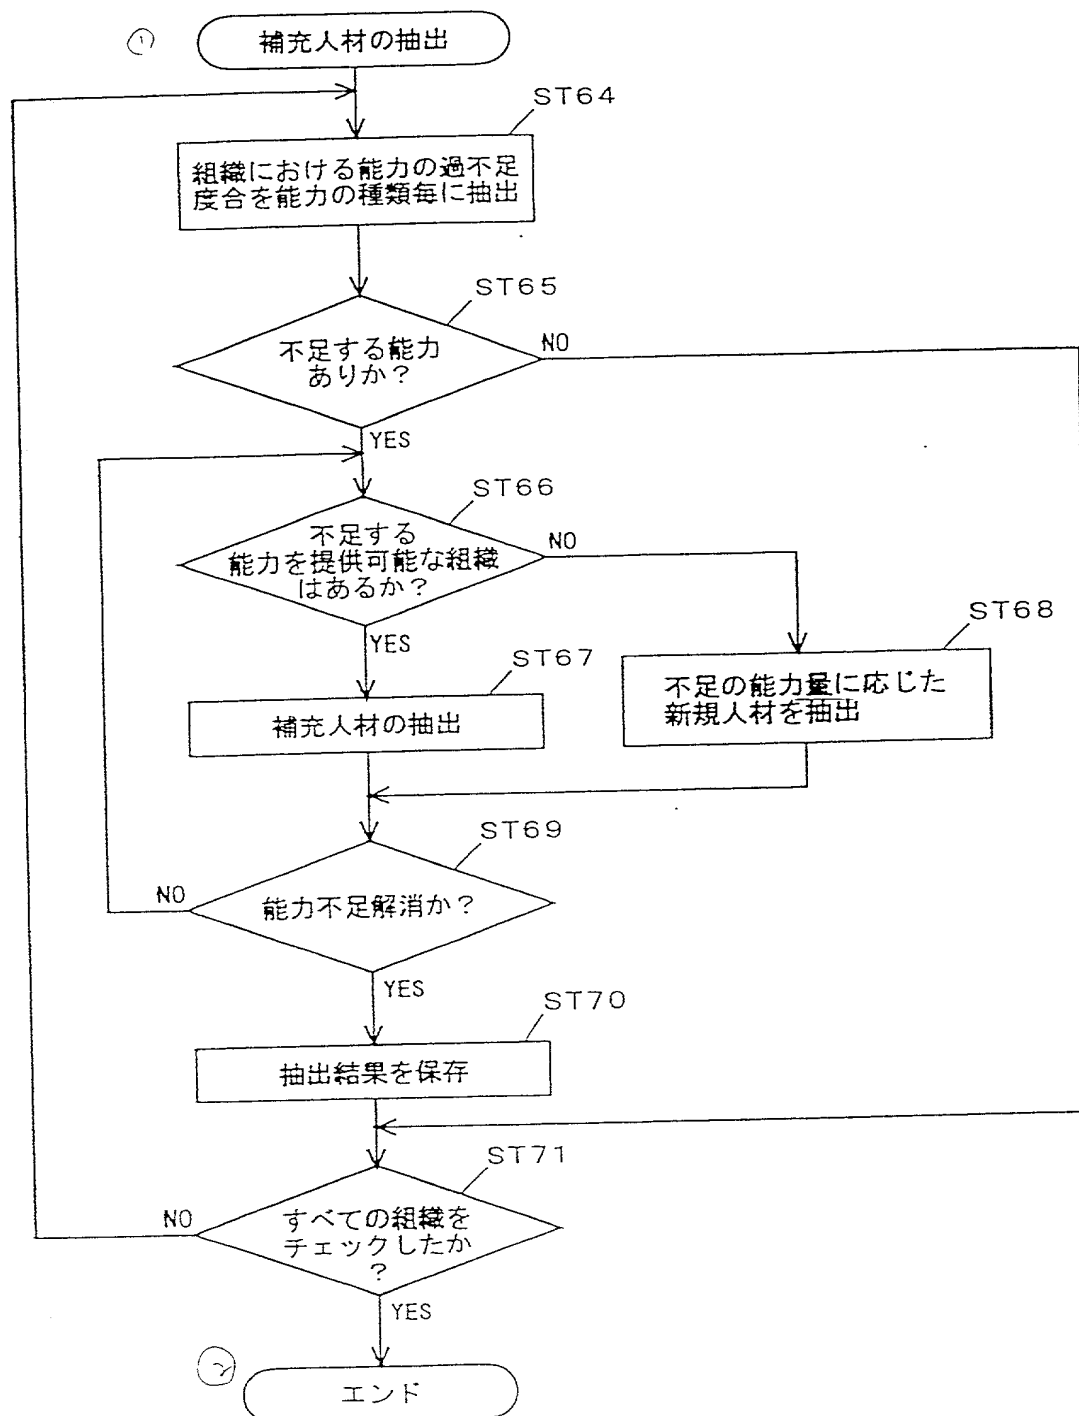 ①
補充人材の抽出
ST64
組織における能力の過不足
度合を能力の種類毎に抽出
ST65
不足する能力
ありか？
NO
YES
ST66
不足する
能力を提供可能な組織
はあるか？
NO
YES
ST67
補充人材の抽出
ST68
不足の能力量に応じた
新規人材を抽出
ST69
能力不足解消か？
NO
YES
ST70
抽出結果を保存
ST71
すべての組織を
チェックしたか
？
NO
YES
②
エンド